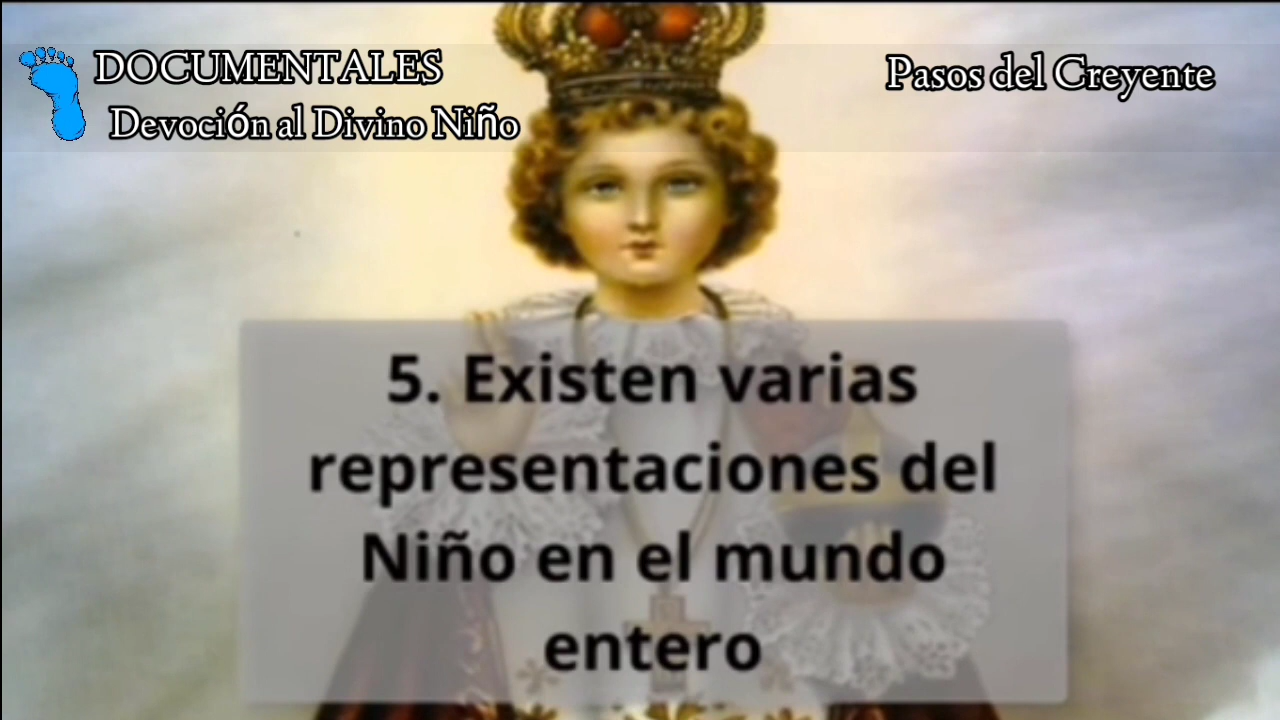 DOCUMENTALES
Devoción al Divino Niño
Pasos del Creyente
5. Existen varias
representaciones del
Niño en el mundo
entero